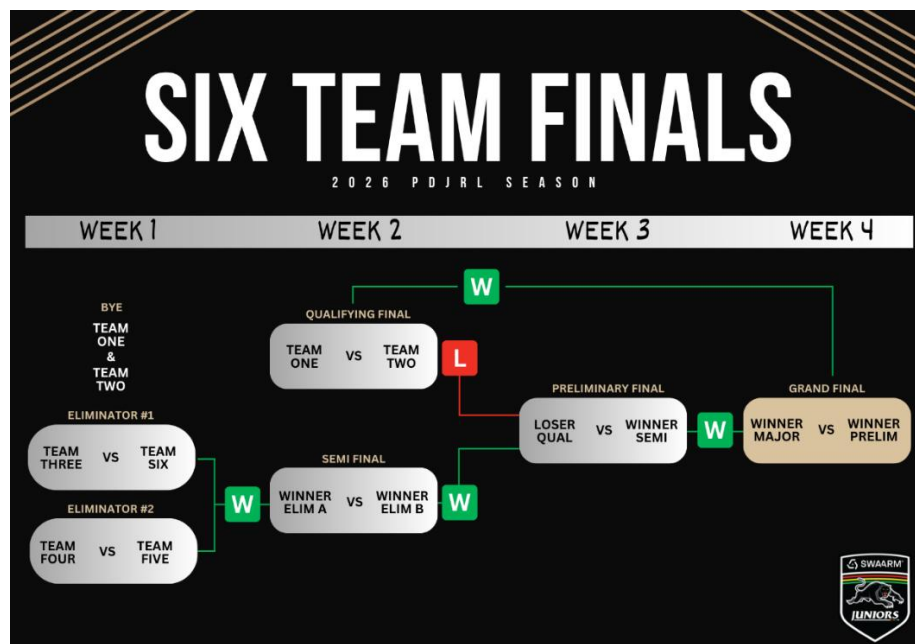 SIX TEAM FINALS
2026 PDJRL SEASON
WEEK 1 WEEK 2 WEEK 3 WEEK 4
BYE
TEAM
ONE
&
TEAM
TWO
ELIMINATOR #1
TEAM THREE VS TEAM SIX
ELIMINATOR #2
TEAM FOUR VS TEAM FIVE
W
QUALIFYING FINAL
TEAM ONE VS TEAM TWO
W
L
SEMI FINAL
WINNER ELIM A VS WINNER ELIM B
W
PRELIMINARY FINAL
LOSER QUAL VS WINNER SEMI
W
GRAND FINAL
WINNER MAJOR VS WINNER PRELIM
SWAARM
JUNIORS